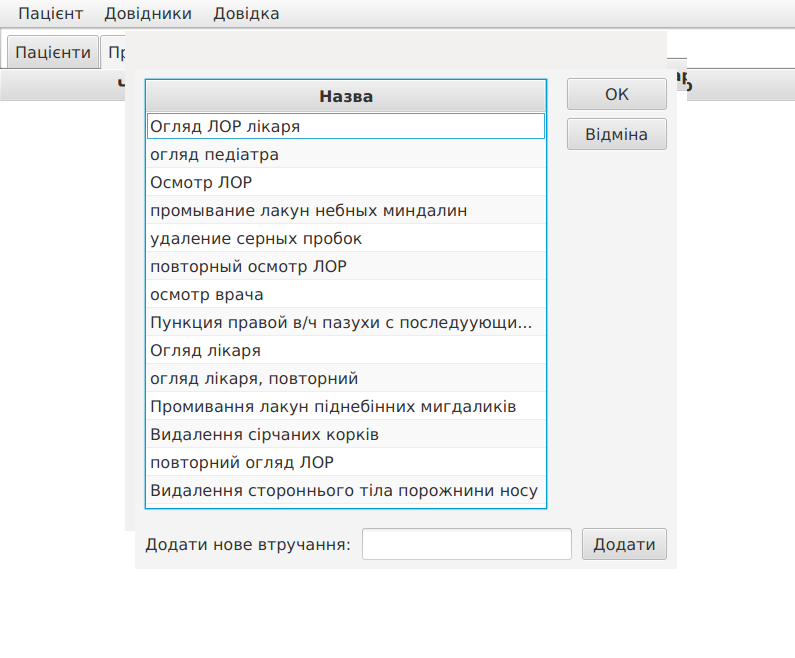 Пацієнт Довідники Довідка
Пацієнти
Назва
ОК
Огляд ЛОР лікаря
Відміна
огляд педіатра
Осмотр ЛОР
промывание лакун небных миндалин
удаление серных пробок
повторный осмотр ЛОР
осмотр врача
Пункция правой в/ч пазухи с последуующи...
Огляд лікаря
огляд лікаря, повторний
Промивання лакун піднебінних мигдаликів
Видалення сірчаних корків
повторний огляд ЛОР
Видалення стороннього тіла порожнини носу
Додати нове втручання:
Додати